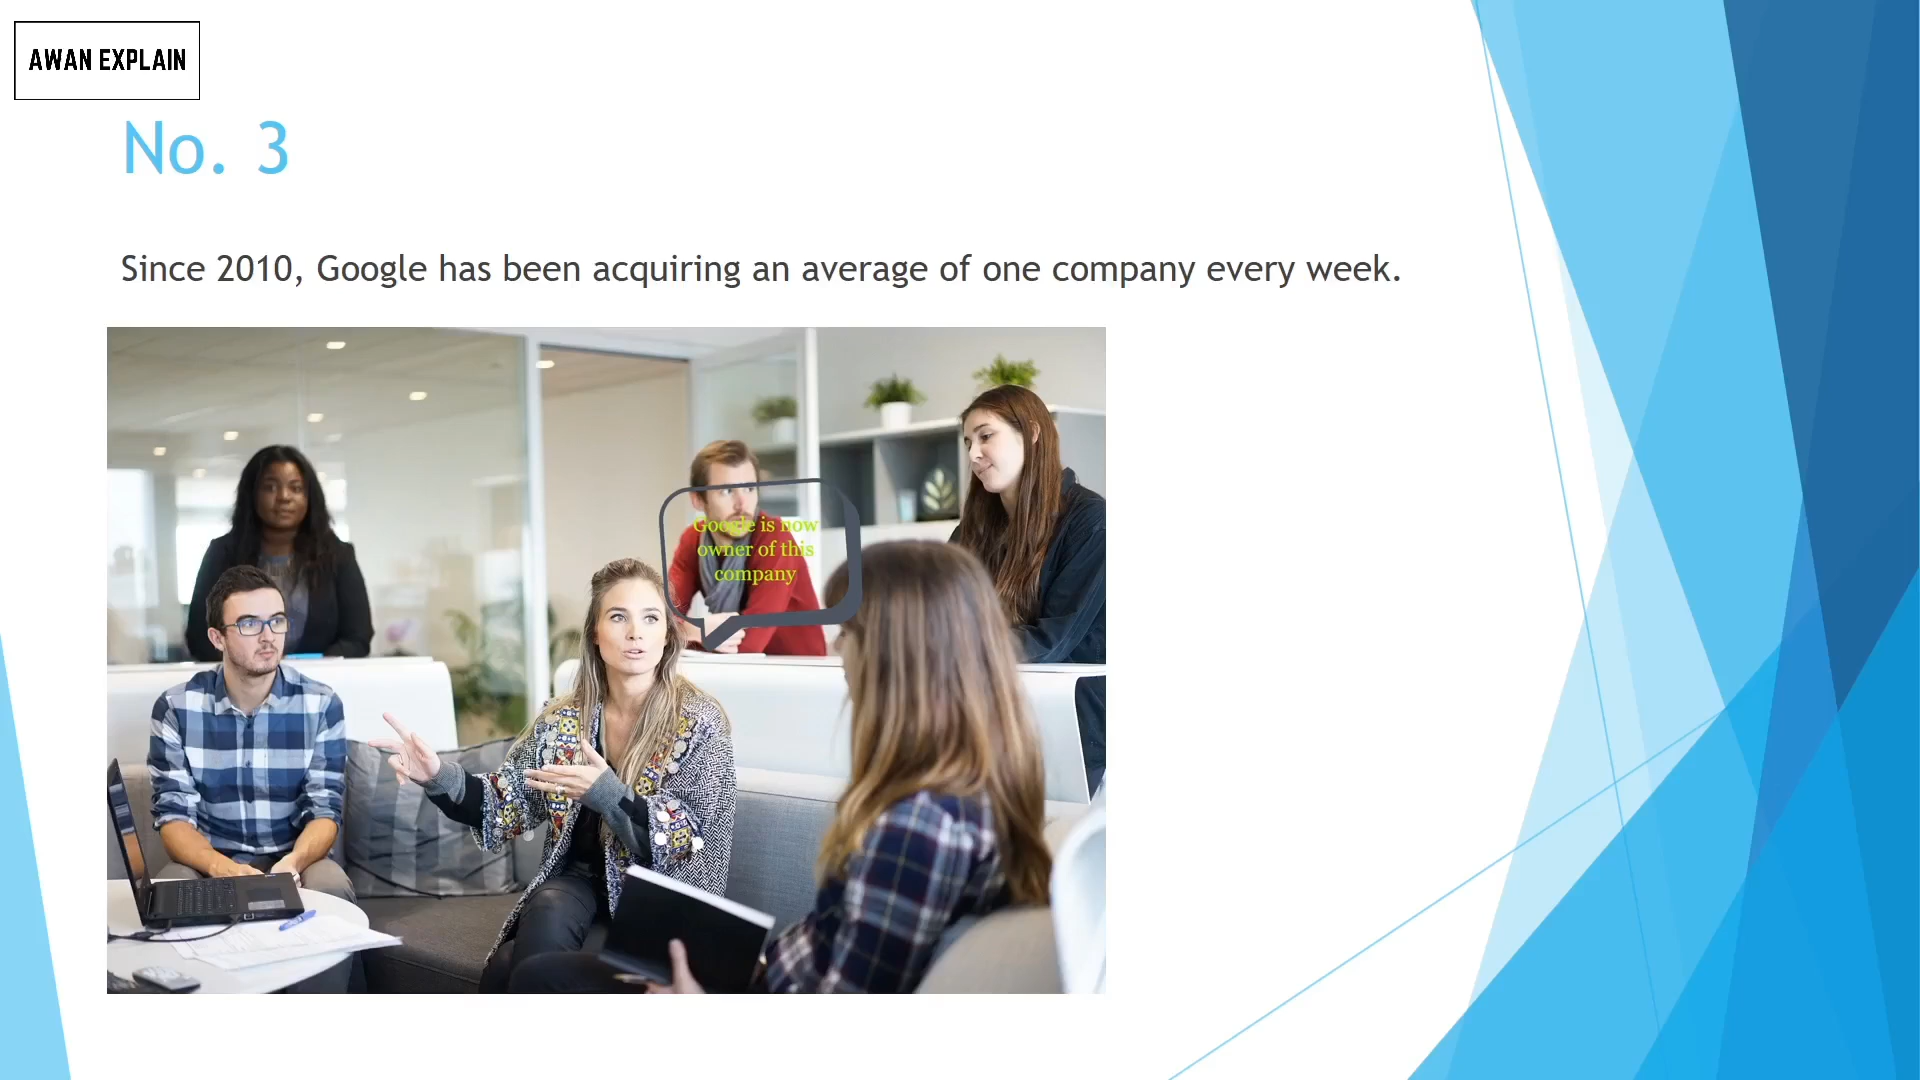 AWAN EXPLAIN
No. 3
Since 2010, Google has been acquiring an average of one company every week.
Google is now
owner of this
company